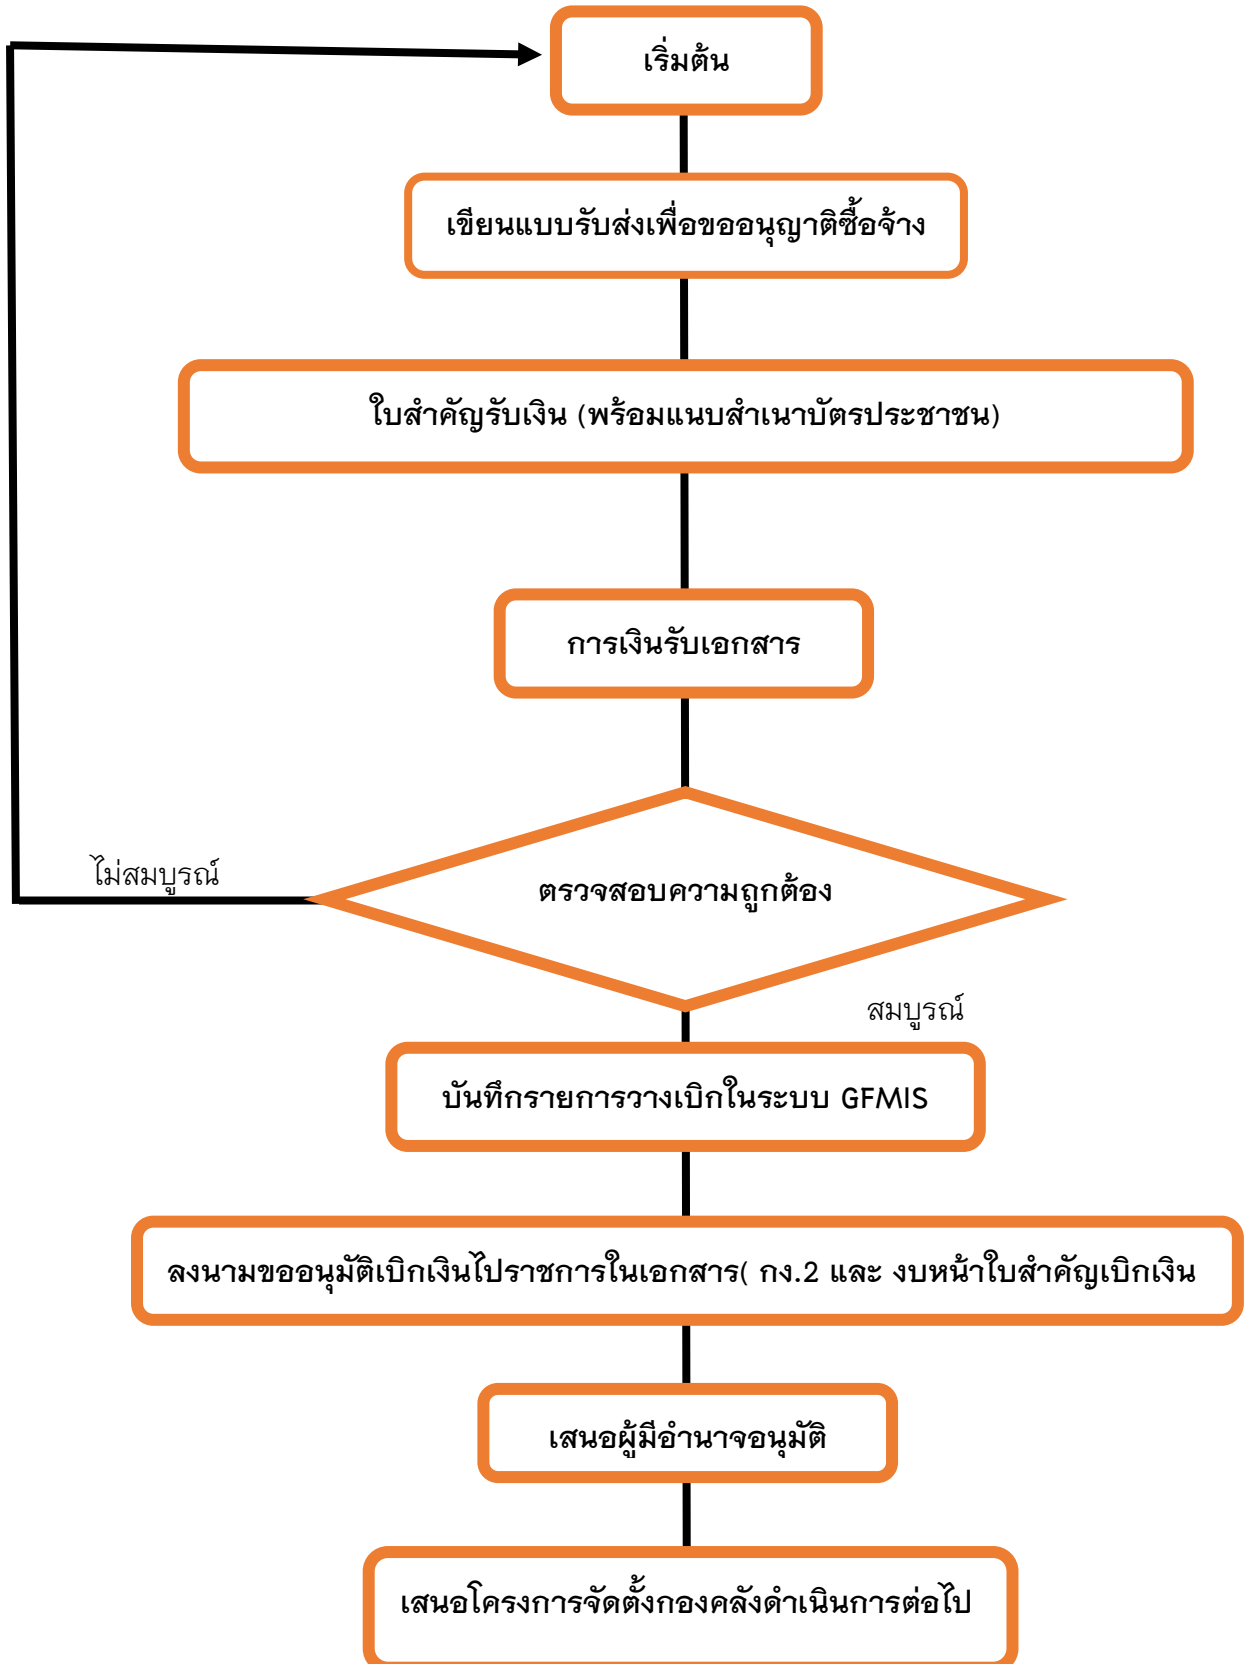 เริ่มต้น
เขียนแบบรับส่งเพื่อขออนุญาติซื้อจ้าง
ใบสำคัญรับเงิน (พร้อมแนบสำเนาบัตรประชาชน)
การเงินรับเอกสาร
ไม่สมบูรณ์
ตรวจสอบความถูกต้อง
สมบูรณ์
บันทึกรายการวางเบิกในระบบ GFMIS
ลงนามขออนุมัติเบิกเงินไปราชการในเอกสาร( กง.2 และ งบหน้าใบสำคัญเบิกเงิน
เสนอผู้มีอำนาจอนุมัติ
เสนอโครงการจัดตั้งกองคลังดำเนินการต่อไป